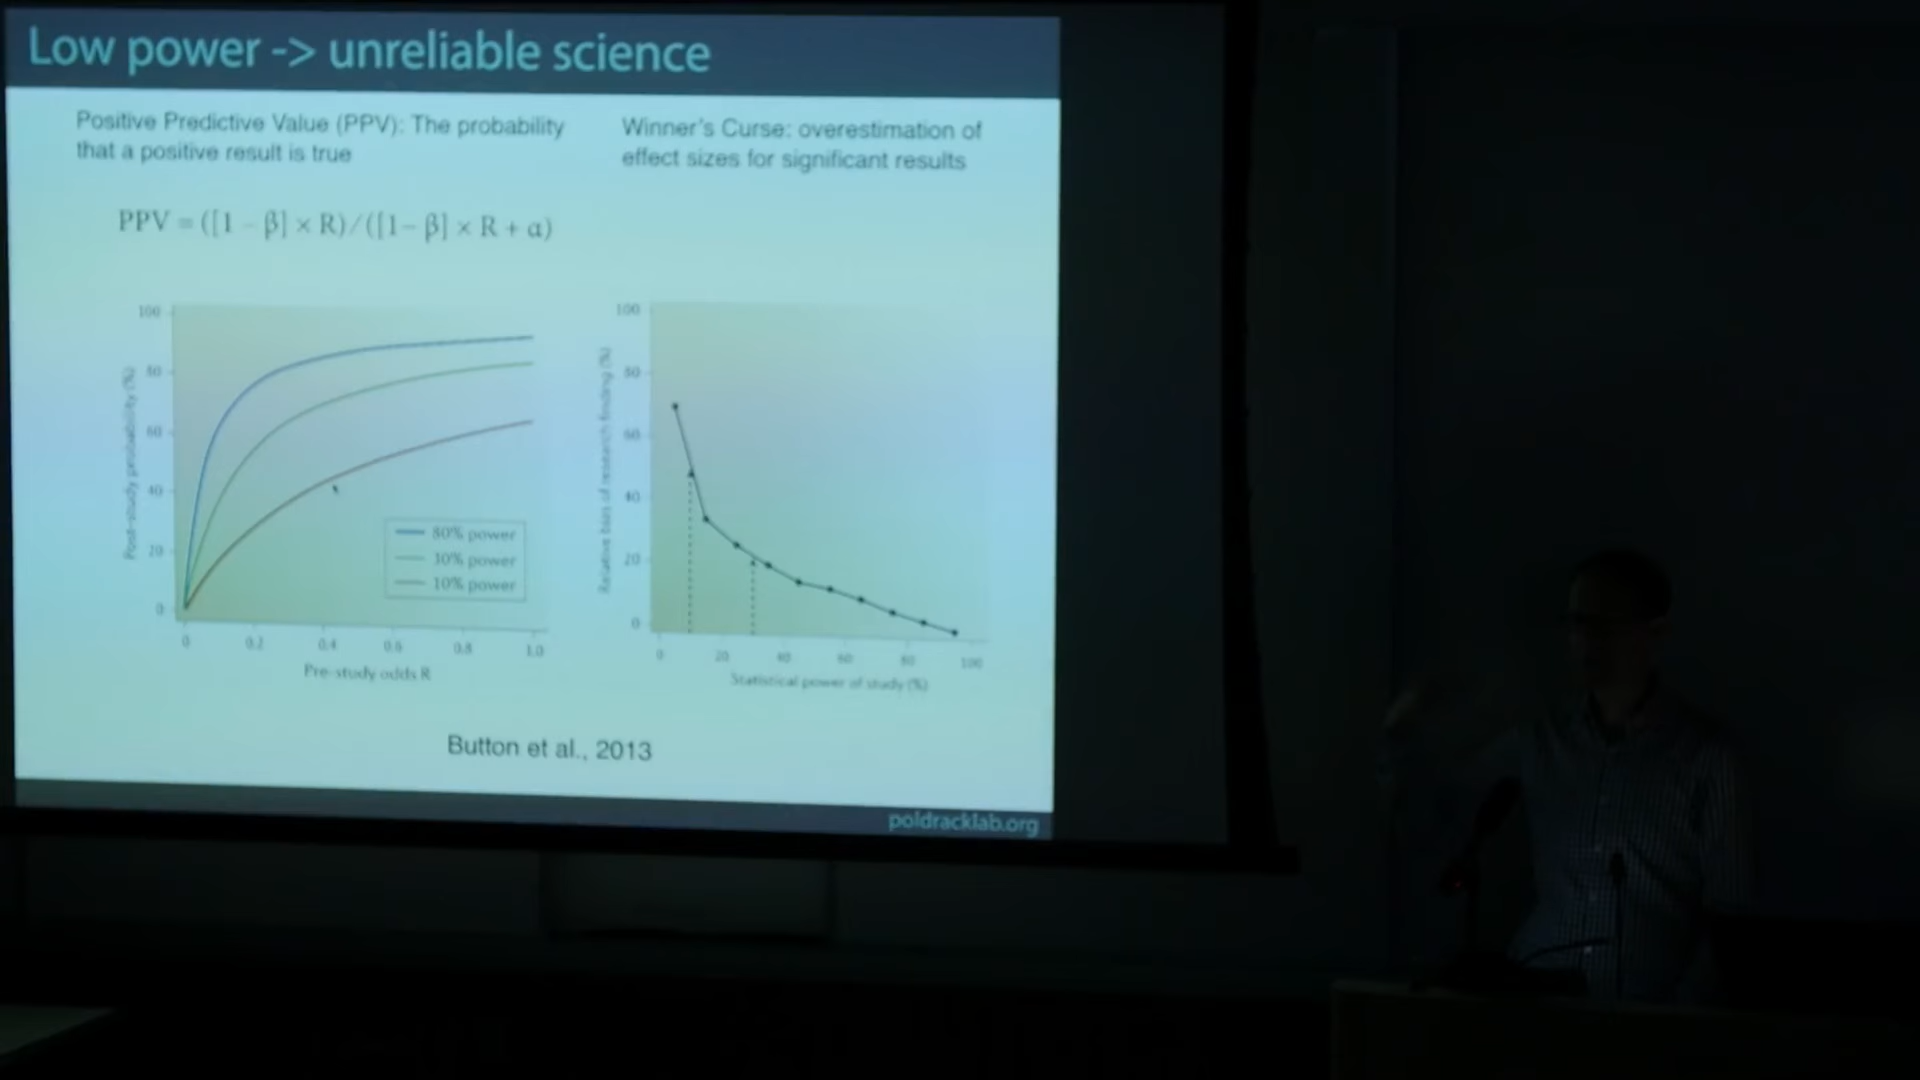 Low power -> unreliable science
Positive Predictive Value (PPV): The probability
that a positive result is true
PPV = ([1 − β] × R)/([1− β] × R + α)
Winner's Curse: overestimation of
effect sizes for significant results
100
80
60
40
20
0
Post-study probability (%)
80% power
30% power
10% power
0 0.2 0.4 0.6 0.8 1.0
Pre-study odds R
100
80
60
40
20
0
Relative bias of research finding (%)
0 20 40 60 80 100
Statistical power of study (%)
Button et al., 2013
poldracklab.org